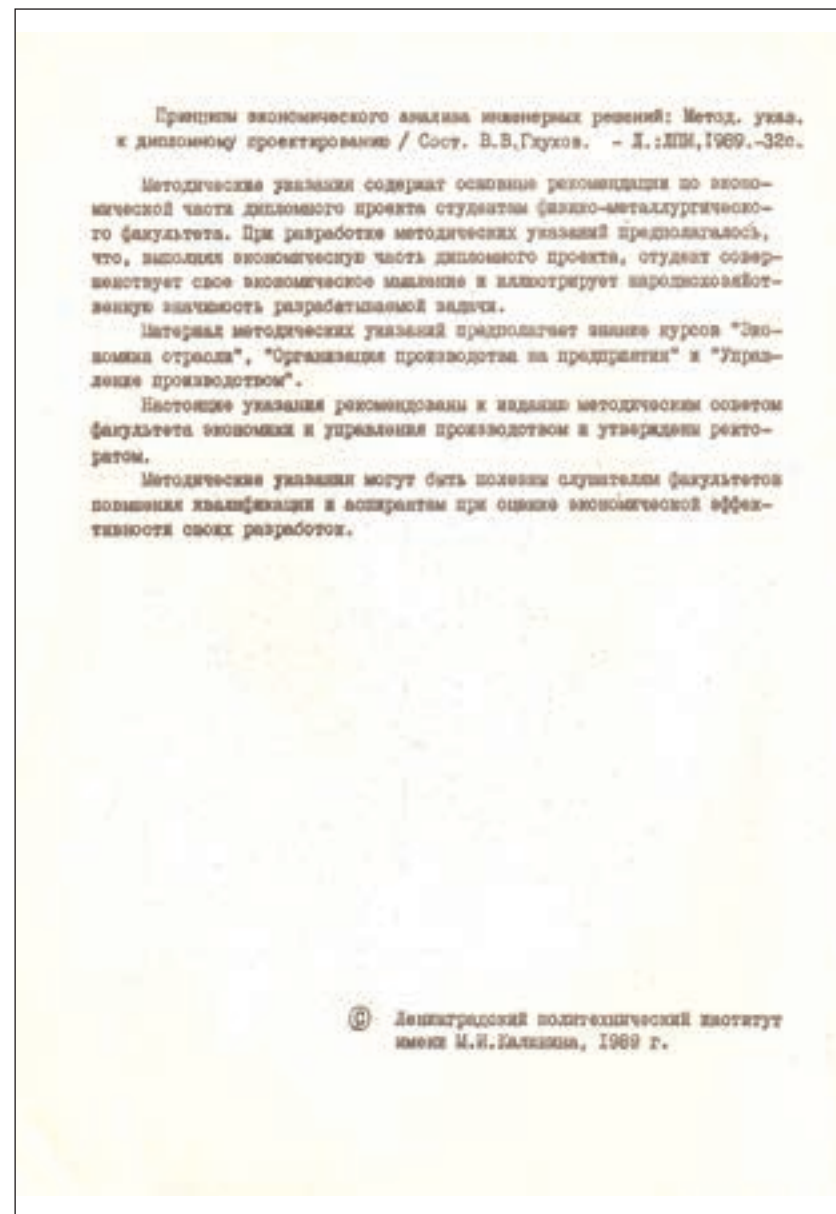 Принципы экономического анализа инженерных решений: Метод. указ.
к дипломному проектированию / Сост. В.В.Глухов. - Л.:ЛПИ,1989.-32с.
Методические указания содержат основные рекомендации по эконо-
мической части дипломного проекта студентам физико-металлургическо-
го факультета. При разработке методических указаний предполагалось,
что, выполняя экономическую часть дипломного проекта, студент совер-
шенствует свое экономическое мышление и иллюстрирует народнохозяйст-
венную значимость разрабатываемой задачи.
Материал методических указаний предполагает знание курсов "Эко-
номика отрасли", "Организация производства на предприятии" и "Управ-
ление производством".
Настоящие указания рекомендованы к изданию методическим советом
факультета экономики и управления производством и утверждены ректо-
ратом.
Методические указания могут быть полезны слушателям факультетов
повышения квалификации и аспирантам при оценке экономической эффек-
тивности своих разработок.
© Ленинградский политехнический институт
имени М.И.Калинина, 1989 г.